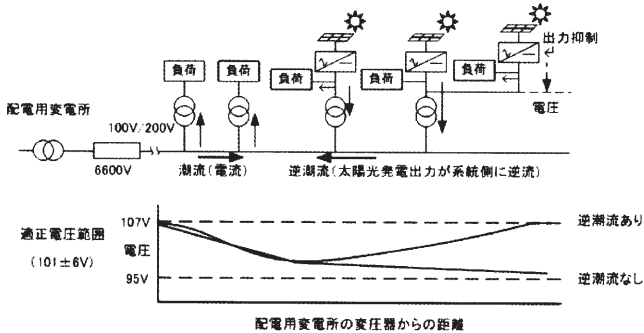 出力抑制
負荷
負荷
負荷
負荷
負荷
電圧
配電用変電所
100V/200V
6600V
潮流(電流)
逆潮流(太陽光発電出力が系統側に逆流)
107V
逆潮流あり
適正電圧範囲
電圧
(101±6V)
95V
逆潮流なし
配電用変電所の変圧器からの距離